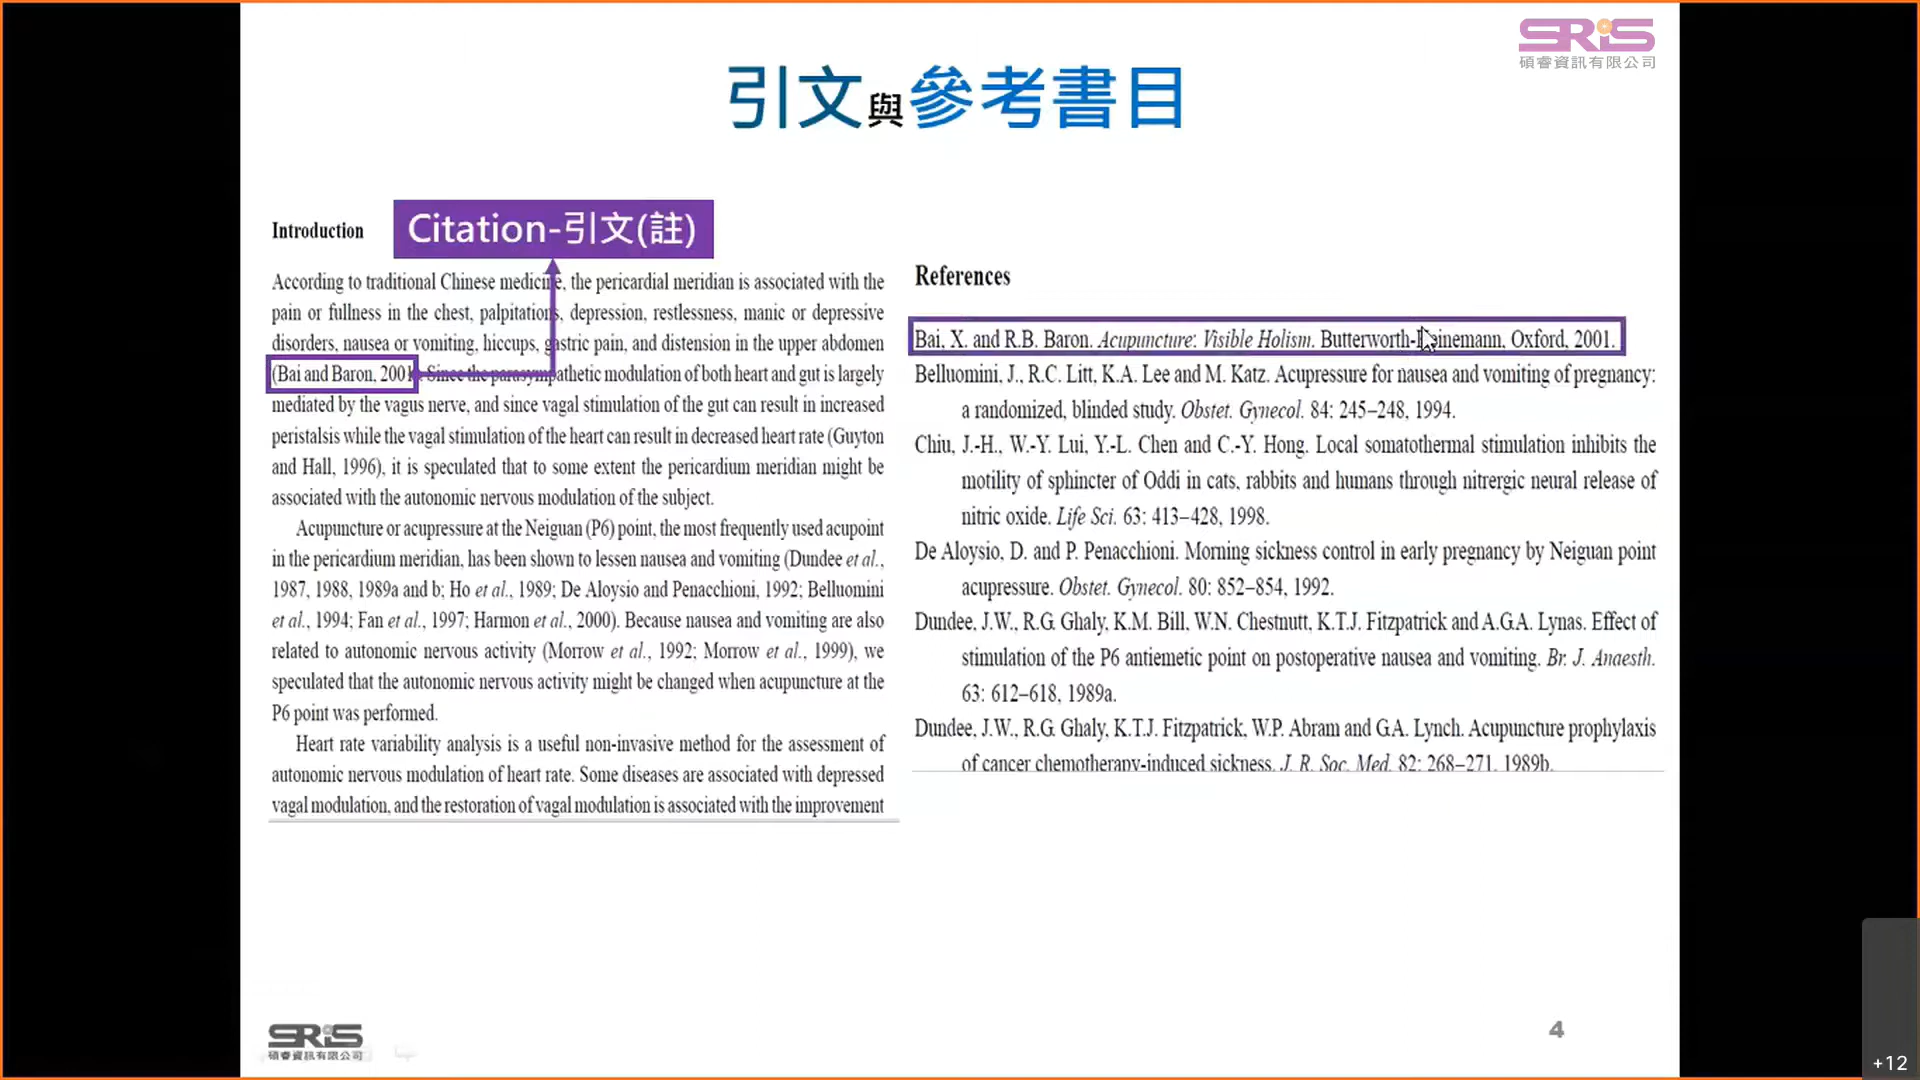 SRIS
碩睿資訊有限公司
引文與參考書目
Citation-引文(註)
Introduction
According to traditional Chinese medicine, the pericardial meridian is associated with the
pain or fullness in the chest, palpitations, depression, restlessness, manic or depressive
disorders, nausea or vomiting, hiccups, gastric pain, and distension in the upper abdomen
(Bai and Baron, 2001 . Since the parasympathetic modulation of both heart and gut is largely
mediated by the vagus nerve, and since vagal stimulation of the gut can result in increased
peristalsis while the vagal stimulation of the heart can result in decreased heart rate (Guyton
and Hall, 1996), it is speculated that to some extent the pericardium meridian might be
associated with the autonomic nervous modulation of the subject.
Acupuncture or acupressure at the Neiguan (P6) point, the most frequently used acupoint
in the pericardium meridian, has been shown to lessen nausea and vomiting (Dundee et al.,
1987, 1988, 1989a and b; Ho et al., 1989; De Aloysio and Penacchioni, 1992; Belluomini
et al., 1994; Fan et al., 1997; Harmon et al., 2000). Because nausea and vomiting are also
related to autonomic nervous activity (Morrow et al., 1992; Morrow et al., 1999), we
speculated that the autonomic nervous activity might be changed when acupuncture at the
P6 point was performed.
Heart rate variability analysis is a useful non-invasive method for the assessment of
autonomic nervous modulation of heart rate. Some diseases are associated with depressed
vagal modulation, and the restoration of vagal modulation is associated with the improvement
References
Bai, X. and R.B. Baron. Acupuncture: Visible Holism. Butterworth-Heinemann, Oxford, 2001.
Belluomini, J., R.C. Litt, K.A. Lee and M. Katz. Acupressure for nausea and vomiting of pregnancy:
a randomized, blinded study. Obstet. Gynecol. 84: 245–248, 1994.
Chiu, J.-H., W.-Y. Lui, Y.-L. Chen and C.-Y. Hong. Local somatothermal stimulation inhibits the
motility of sphincter of Oddi in cats, rabbits and humans through nitrergic neural release of
nitric oxide. Life Sci. 63: 413–428, 1998.
De Aloysio, D. and P. Penacchioni. Morning sickness control in early pregnancy by Neiguan point
acupressure. Obstet. Gynecol. 80: 852–854, 1992.
Dundee, J.W., R.G. Ghaly, K.M. Bill, W.N. Chestnutt, K.T.J. Fitzpatrick and A.G.A. Lynas. Effect of
stimulation of the P6 antiemetic point on postoperative nausea and vomiting. Br. J. Anaesth.
63: 612–618, 1989a.
Dundee, J.W., R.G. Ghaly, K.T.J. Fitzpatrick, W.P. Abram and G.A. Lynch. Acupuncture prophylaxis
of cancer chemotherapy-induced sickness. J. R. Soc. Med. 82: 268–271, 1989b.
SRIS
碩睿資訊有限公司
4
+12